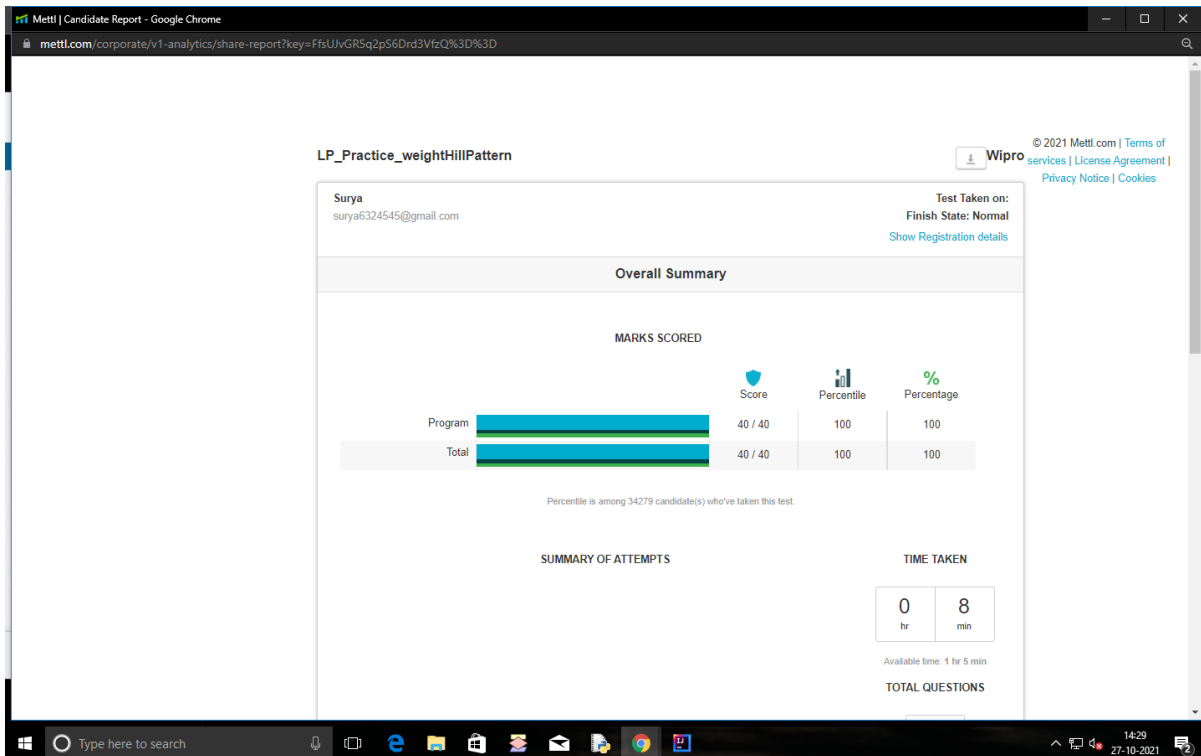 Mettl | Candidate Report - Google Chrome
mettl.com/corporate/v1-analytics/share-report?key=FfsUJvGR5q2pS6Drd3VfzQ%3D%3D
© 2021 Mettl.com | Terms of
services | License Agreement |
Privacy Notice | Cookies
LP_Practice_weightHillPattern
Wipro
Surya
surya6324545@gmail.com
Test Taken on:
Finish State: Normal
Show Registration details
Overall Summary
MARKS SCORED
Score
Percentile
%
Percentage
Program 40 / 40 100 100
Total 40 / 40 100 100
Percentile is among 34279 candidate(s) who've taken this test.
SUMMARY OF ATTEMPTS
TIME TAKEN
0 8
hr min
Available time: 1 hr 5 min
TOTAL QUESTIONS
Type here to search
14:29
27-10-2021
2